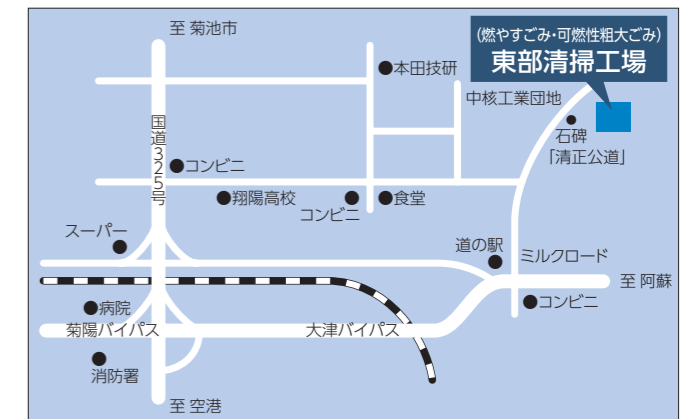 至 菊池市
(燃やすごみ・可燃性粗大ごみ)
東部清掃工場
●本田技研
中核工業団地
石碑
「清正公道」
国道325号
●コンビニ
●翔陽高校
コンビニ
●食堂
スーパー
道の駅
ミルクロード
至 阿蘇
●病院
●コンビニ
菊陽バイパス
大津バイパス
消防署
至 空港